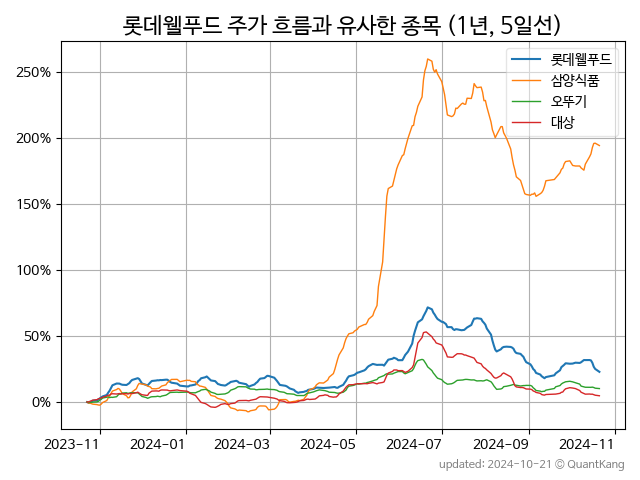 롯데웰푸드 주가 흐름과 유사한 종목 (1년, 5일선)
롯데웰푸드
삼양식품
오뚜기
대상
250%
200%
150%
100%
50%
0%
2023-11 2024-01 2024-03 2024-05 2024-07 2024-09 2024-11
updated: 2024-10-21 © QuantKang